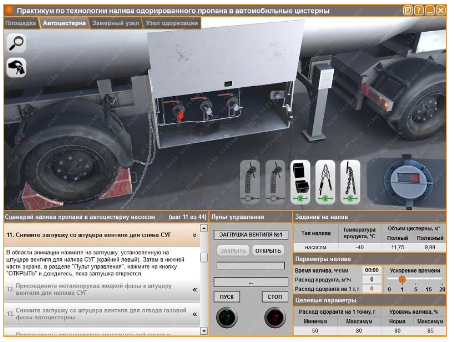 Практикум по технологии налива одорированного пропана в автомобильные цистерны
Площадка Автоцистерна Замерный узел Узел одоризации
Сценарий налива пропана в автоцистерну насосом (шаг 11 из 44)
11. Снимите заглушку со штуцера вентиля для слива СУГ
В области анимации нажмите на заглушку, установленную на
штуцере вентиля для налива СУГ (крайний левый). Затем в нижней
части экрана, в разделе "Пульт управления", нажмите на кнопку
"ОТКРЫТЬ" и дождитесь, пока заглушка откроется.
12. Присоедините металлорукав жидкой фазы к штуцеру
вентиля для налива СУГ
13. Снимите заглушку со штуцера вентиля для отвода газовой
фазы автоцистерны
Пульт управления
ЗАГЛУШКА ВЕНТИЛЯ №1
ЗАКРЫТЬ ОТКРЫТЬ
...
ПУСК СТОП
Задание на налив
Тип налива Температура продукта, °C Объем цистерны, м³
Полный Полезный
насосом -40 11,75 9,99
Параметры налива
Время налива, ч:мин 00:00 Ускорение времени
Расход продукта, м³/ч 0
Расход одоранта на 1 тонну, г 0
0 1 5 10 15 20
Целевые параметры
Расход одоранта на 1 тонну, г Уровень налива, %
Минимум Максимум Норма Максимум
50 80 80 85